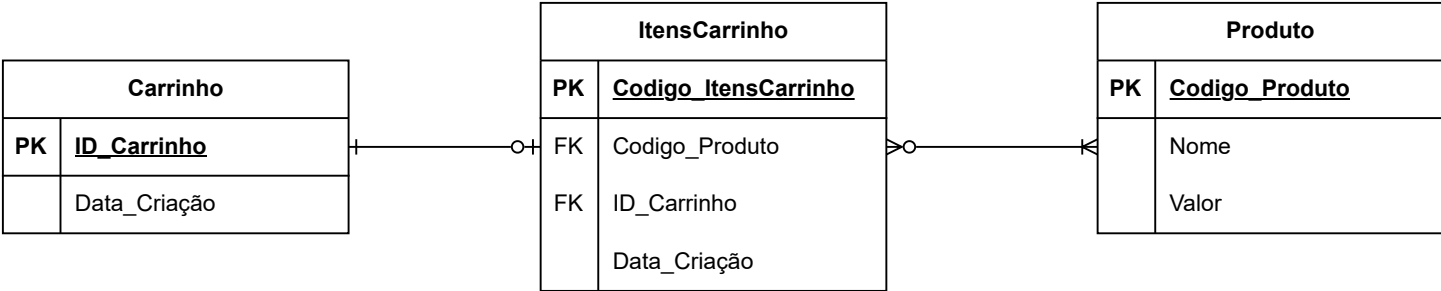 Carrinho
PK ID_Carrinho
Data_Criação
ItensCarrinho
PK Codigo_ItensCarrinho
FK Codigo_Produto
FK ID_Carrinho
Data_Criação
Produto
PK Codigo_Produto
Nome
Valor